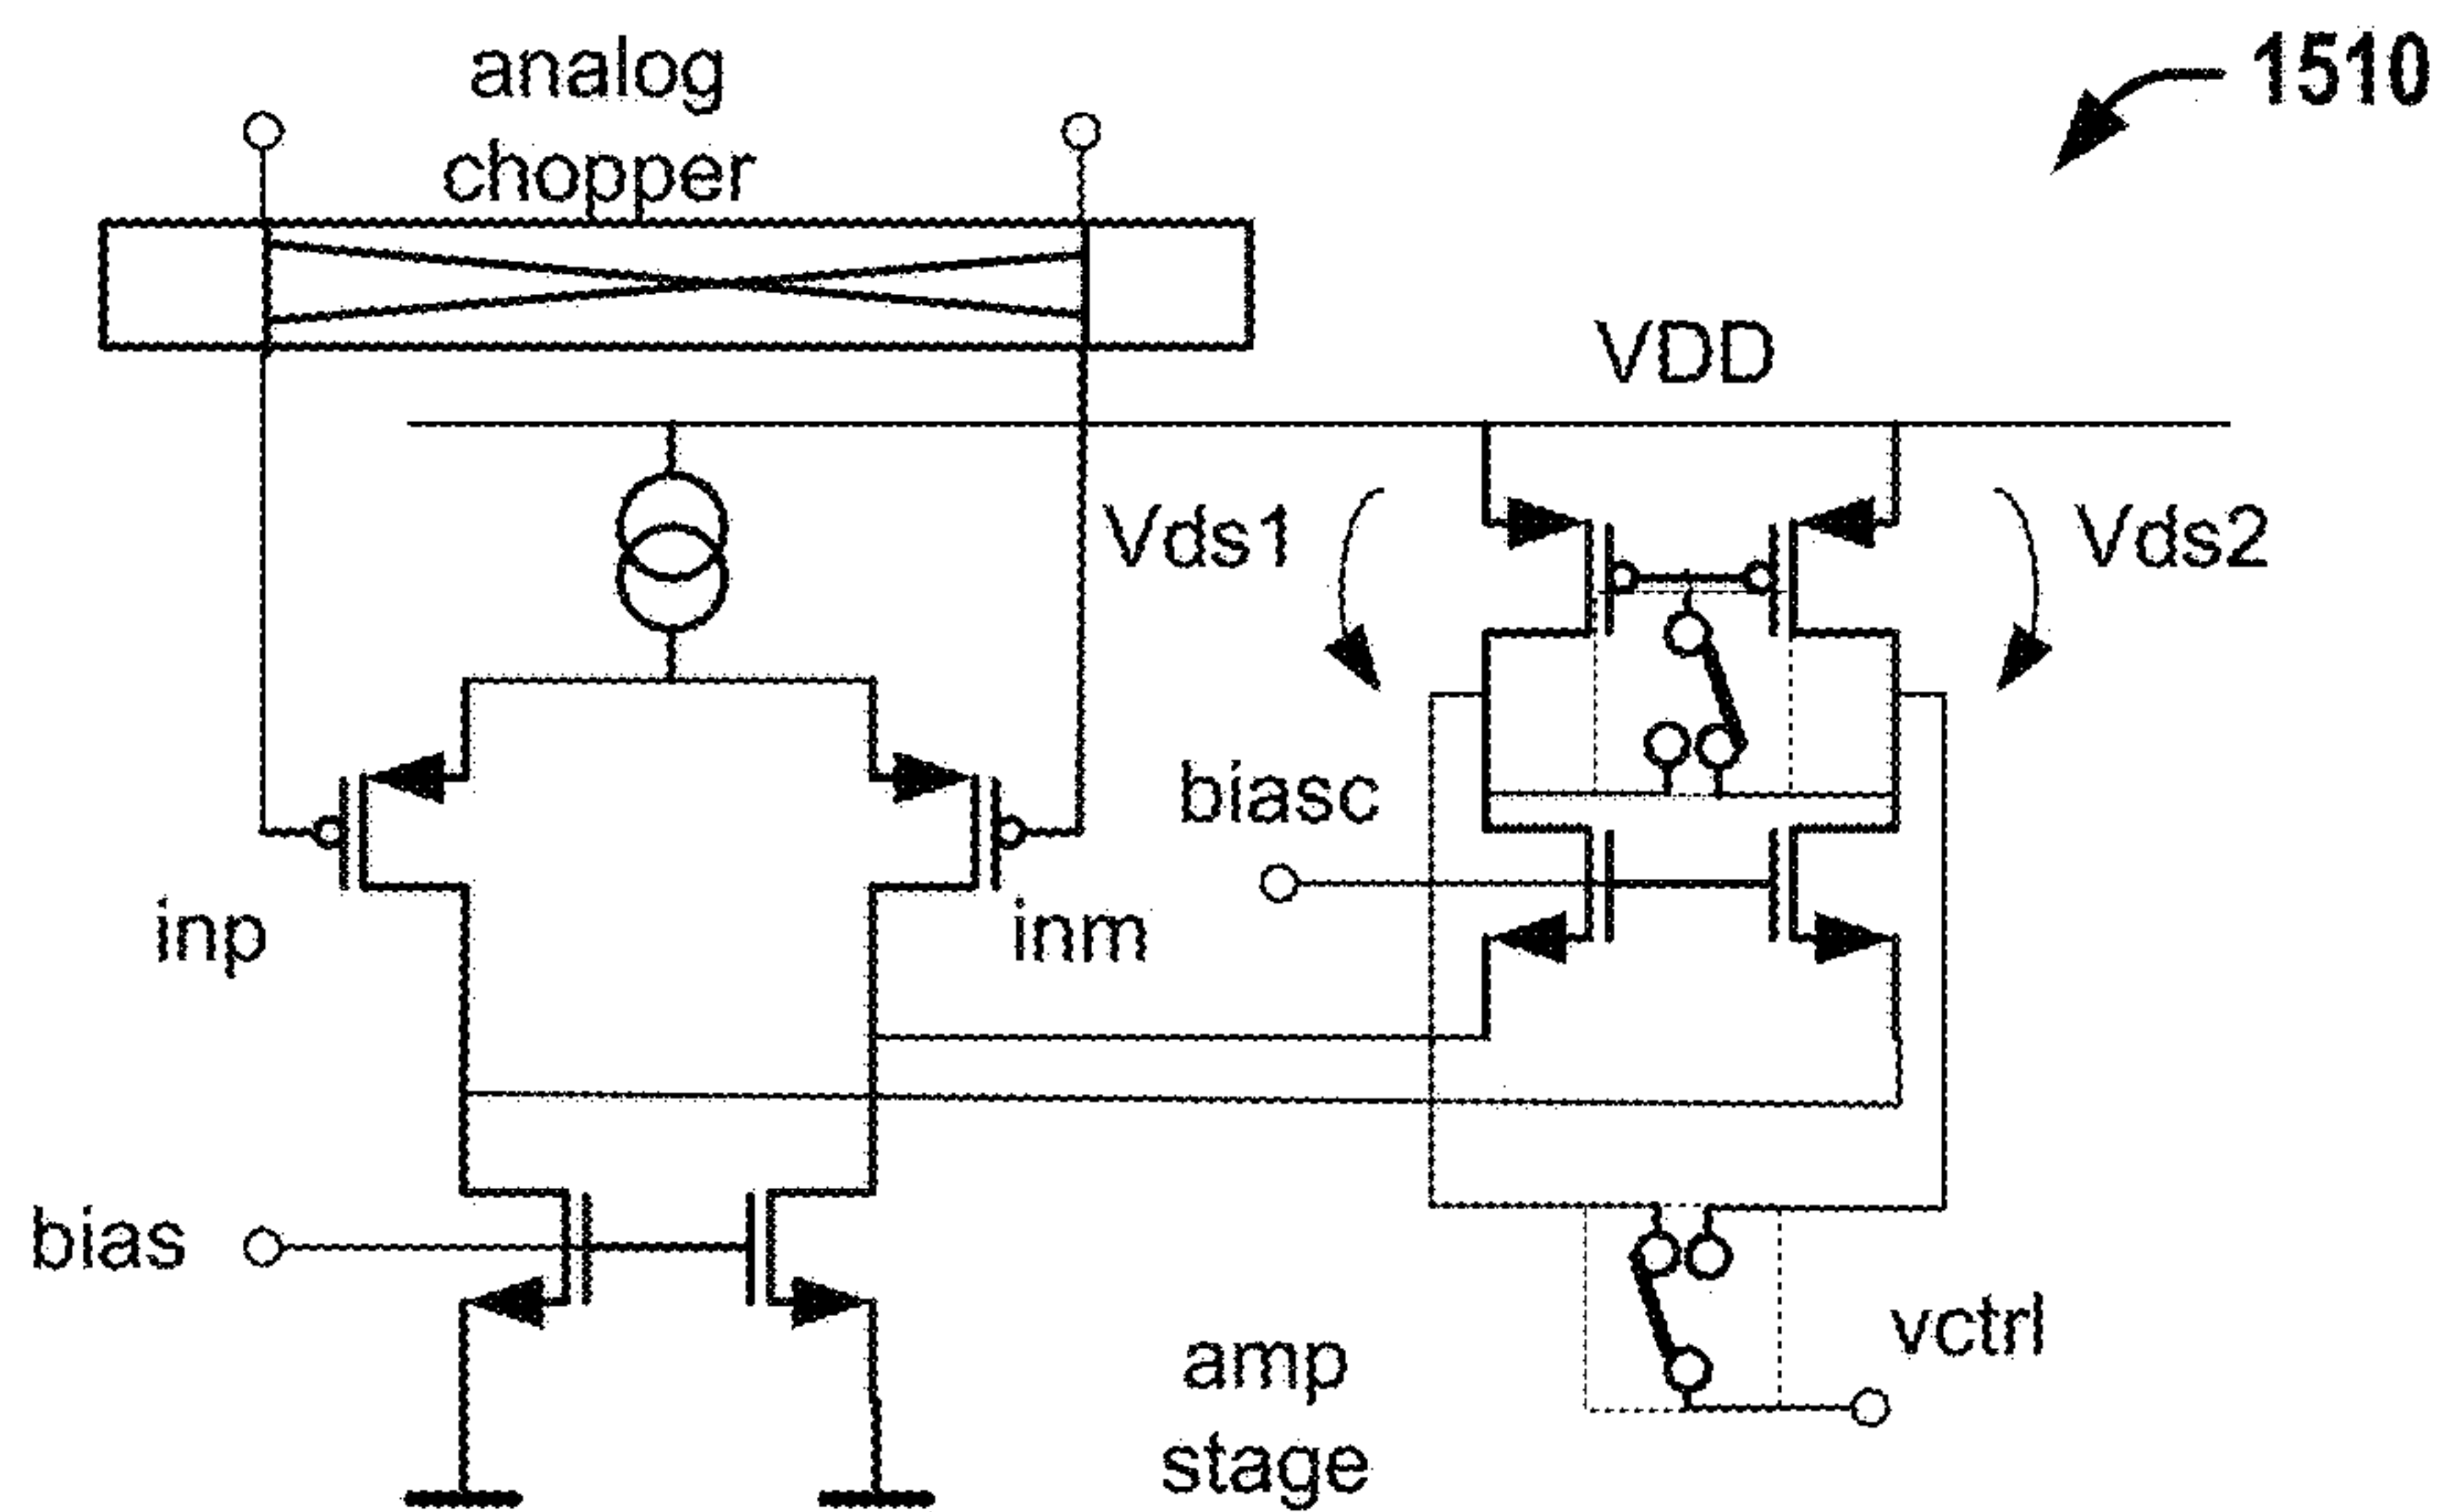 analog
chopper
1510
VDD
Vds1
Vds2
biasc
inp
inm
bias
vctrl
amp
stage